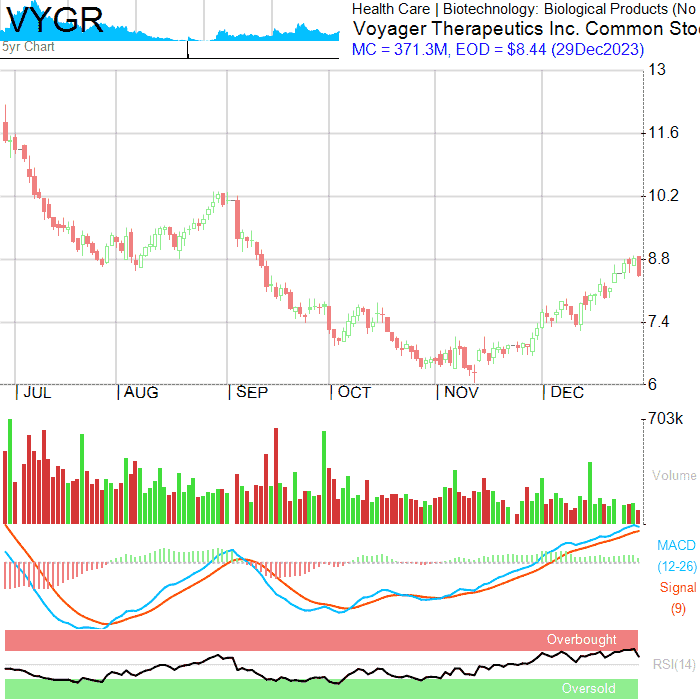 VYGR
5yr Chart
Health Care | Biotechnology: Biological Products (No
Voyager Therapeutics Inc. Common Sto
MC = 371.3M, EOD = $8.44 (29Dec2023)
13
11.6
10.2
8.8
7.4
6
JUL AUG SEP OCT NOV DEC
703k
Volume
MACD
(12-26)
Signal
(9)
Overbought
RSI(14)
Oversold